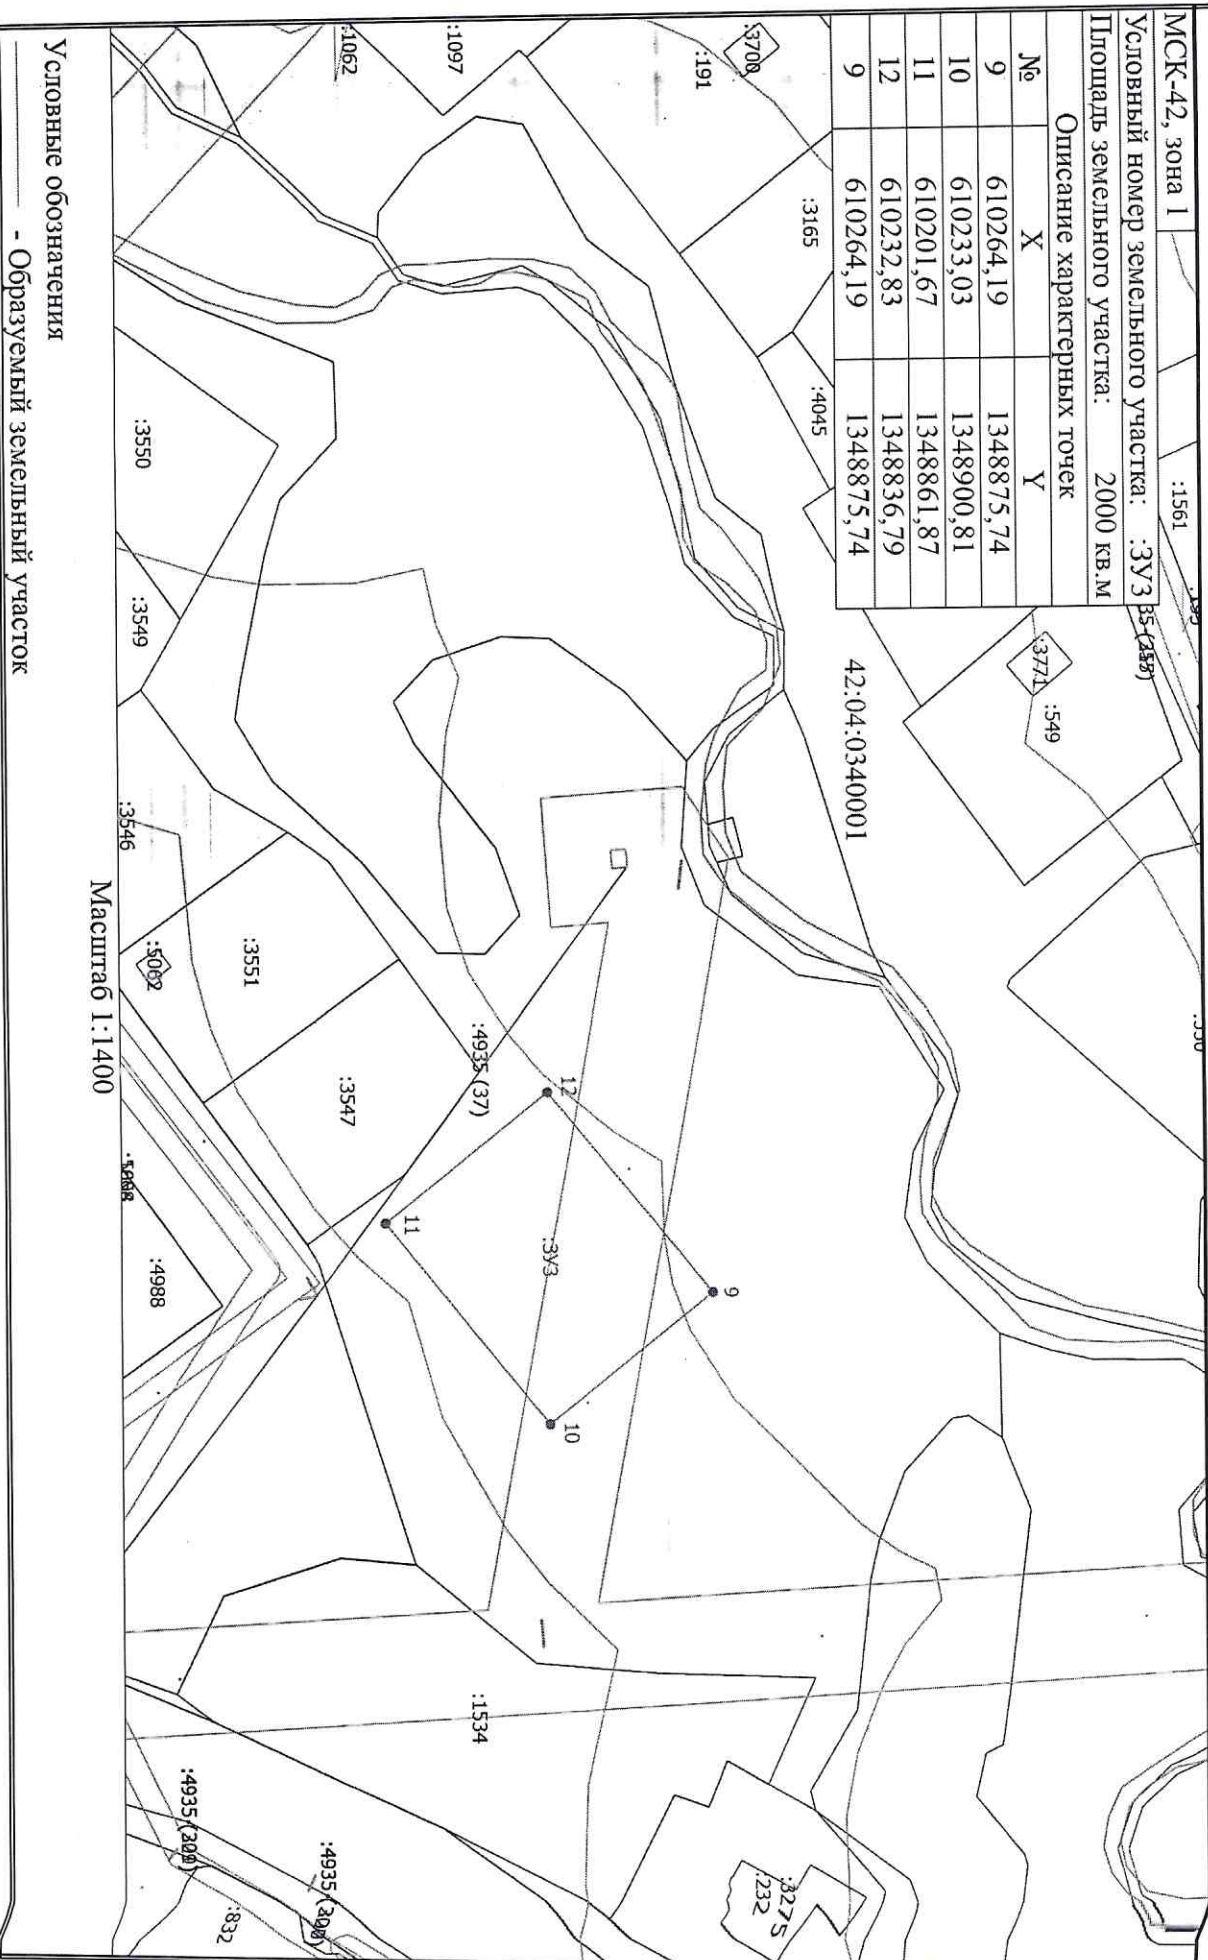 МСК-42, зона 1
Условный номер земельного участка: :ЗУ3
Площадь земельного участка: 2000 кв.м
Описание характерных точек
№ X Y
9 610264,19 1348875,74
10 610233,03 1348900,81
11 610201,67 1348861,87
12 610232,83 1348836,79
9 610264,19 1348875,74
:1561
:3771
:549
:3700
:191
:3165
:4045
:1097
:1062
42:04:0340001
:3550
:3549
:3546
:3551
:5062
:3547
:4935 (37)
12
9
:ЗУ3
11
10
:4988
:1534
:3275
:232
:832
Масштаб 1:1400
Условные обозначения
- Образуемый земельный участок